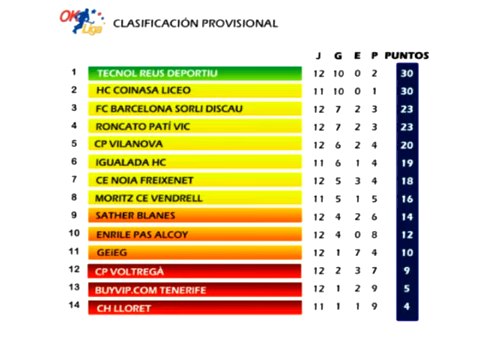 OK Liga CLASIFICACIÓN PROVISIONAL
J G E P PUNTOS
1 TECNOL REUS DEPORTIU 12 10 0 2 30
2 HC COINASA LICEO 11 10 0 1 30
3 FC BARCELONA SORLI DISCAU 12 7 2 3 23
4 RONCATO PATÍ VIC 12 7 2 3 23
5 CP VILANOVA 12 6 2 4 20
6 IGUALADA HC 11 6 1 4 19
7 CE NOIA FREIXENET 12 5 3 4 18
8 MORITZ CE VENDRELL 11 5 1 5 16
9 SATHER BLANES 12 4 2 6 14
10 ENRILE PAS ALCOY 12 4 0 8 12
11 GEiEG 12 1 7 4 10
12 CP VOLTREGÀ 12 2 3 7 9
13 BUYVIP.COM TENERIFE 12 1 2 9 5
14 CH LLORET 11 1 1 9 4